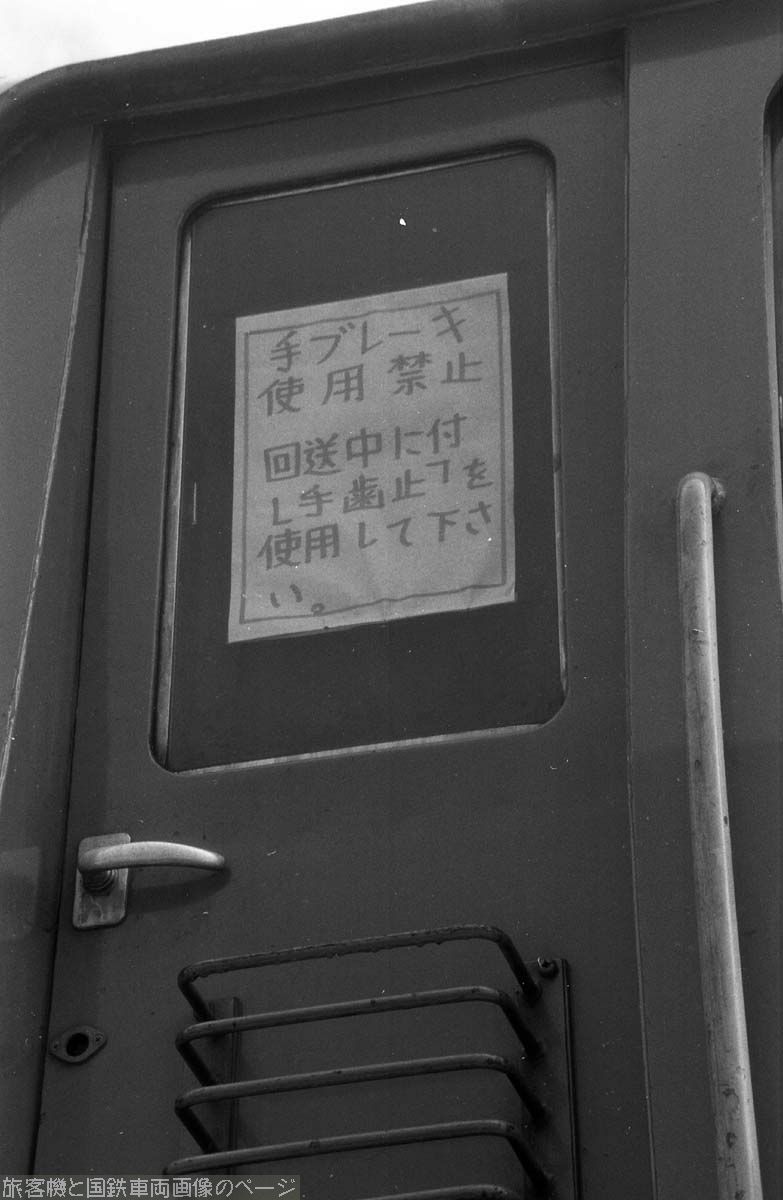 手ブレーキ
使用禁止
回送中に付
し手歯止ヲを
使用して下さ
い。
旅客機と国鉄車両画像のページ